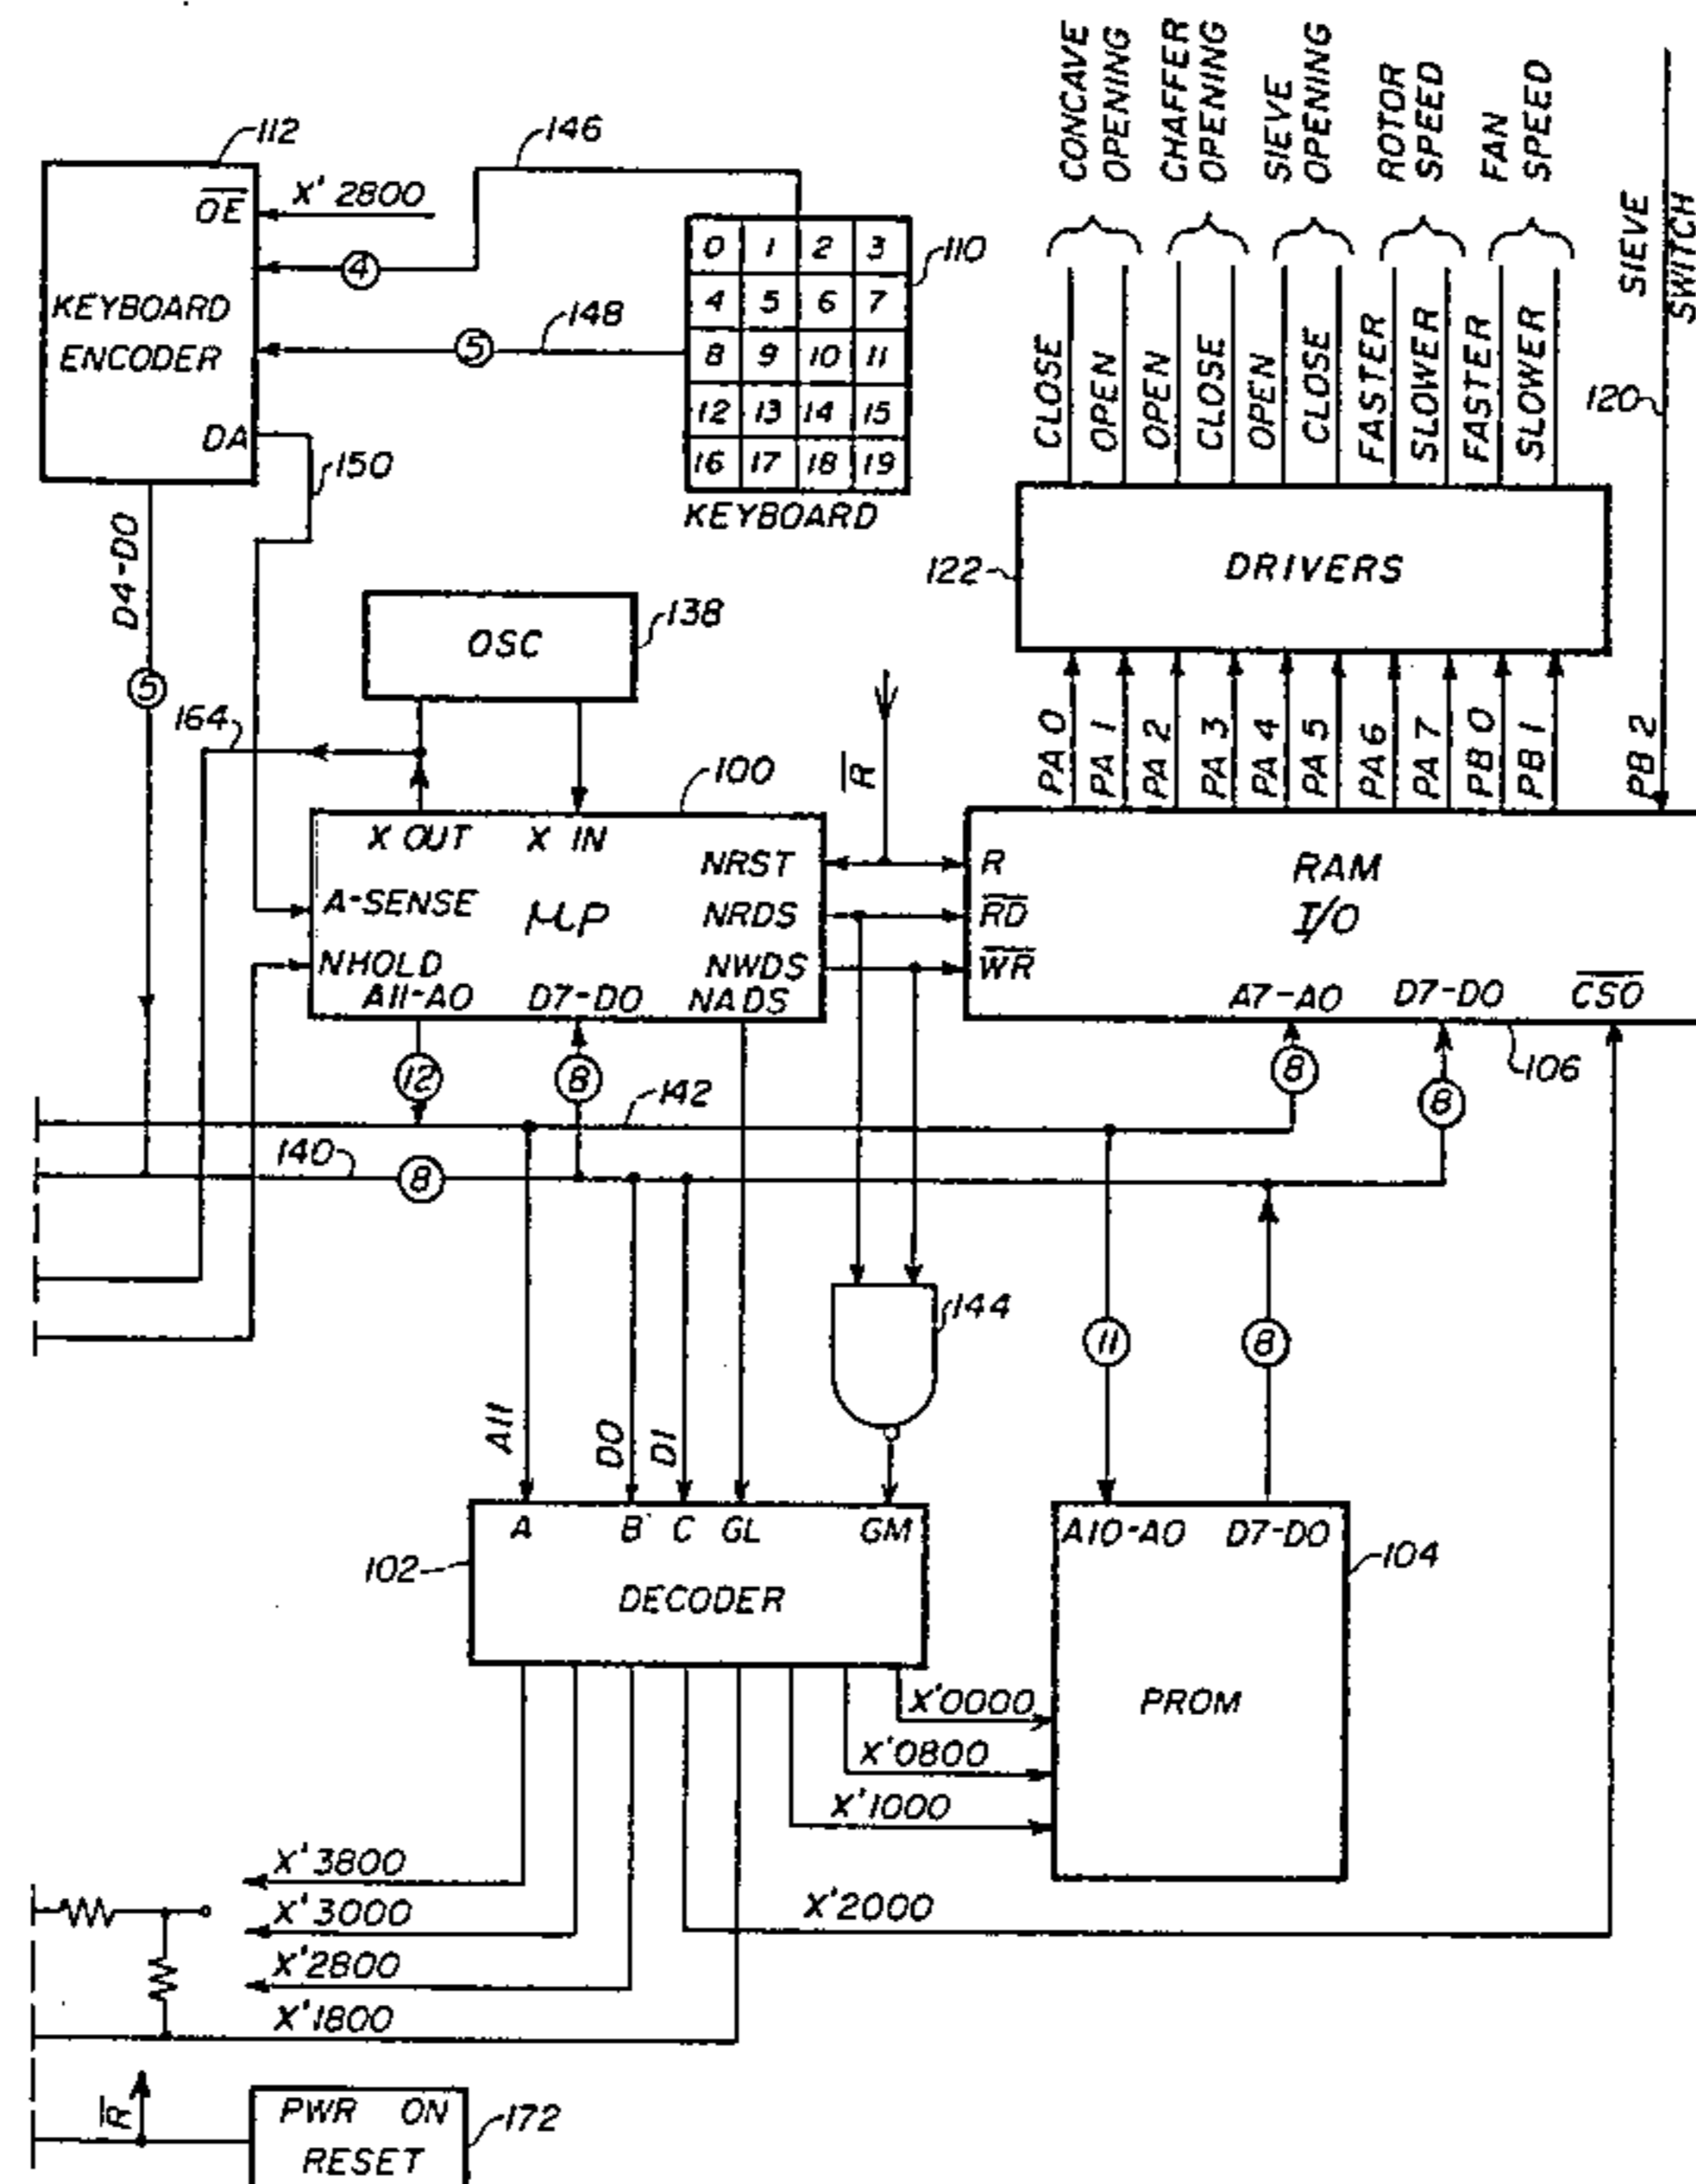 CONCAVE
OPENING
CHAFFER
OPENING
SIEVE
OPENING
ROTOR
SPEED
FAN
SPEED
SIEVE
SWITCH
112
146
OE
X' 2800
4
KEYBOARD
ENCODER
148
5
DA
150
0 1 2 3
4 5 6 7
8 9 10 11
12 13 14 15
16 17 18 19
110
KEYBOARD
CLOSE
OPEN
OPEN
CLOSE
OPEN
CLOSE
FASTER
SLOWER
FASTER
SLOWER
120
D4-D0
5
OSC
138
122
DRIVERS
164
100
R
PA 0
PA 1
PA 2
PA 3
PA 4
PA 5
PA 6
PA 7
PB 0
PB 1
PB 2
X OUT
X IN
NRST
A-SENSE
μP
NRDS
NHOLD
NWDS
A11-A0
D7-D0
NADS
R
RAM
RD
I/O
WR
A7-A0
D7-D0
CSO
106
12
8
142
8
8
140
8
144
11
8
A11
D0
D1
A B C GL GM
102
DECODER
A10-A0
D7-D0
104
PROM
X'0000
X'0800
X'1000
X'3800
X'3000
X'2000
X'2800
X'1800
R
PWR ON
RESET
172